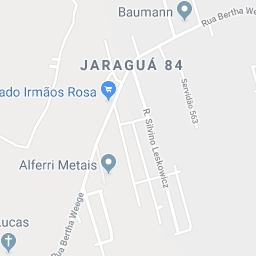 Baumann
Rua Bertha Weege
JARAGUÁ 84
ado Irmãos Rosa
Servidão 563
R. Silvino Leskowicz
Alferri Metais
Rua Bertha Weege
Lucas